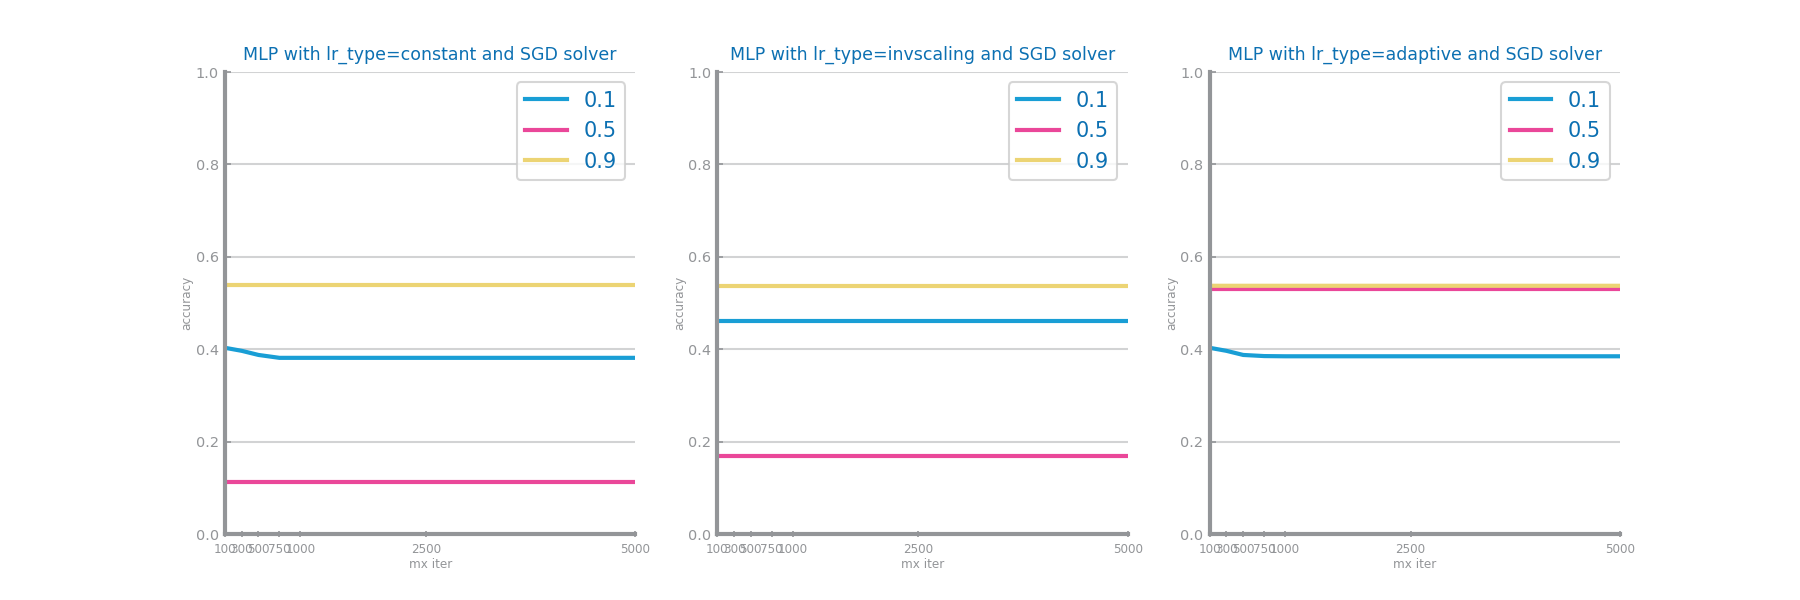 MLP with lr_type=constant and SGD solver
1.0
0.8
0.6
0.4
0.2
0.0
accuracy
100 300 500 750 1000 2500 5000
mx iter
0.1
0.5
0.9
MLP with lr_type=invscaling and SGD solver
1.0
0.8
0.6
0.4
0.2
0.0
accuracy
100 300 500 750 1000 2500 5000
mx iter
0.1
0.5
0.9
MLP with lr_type=adaptive and SGD solver
1.0
0.8
0.6
0.4
0.2
0.0
accuracy
100 300 500 750 1000 2500 5000
mx iter
0.1
0.5
0.9